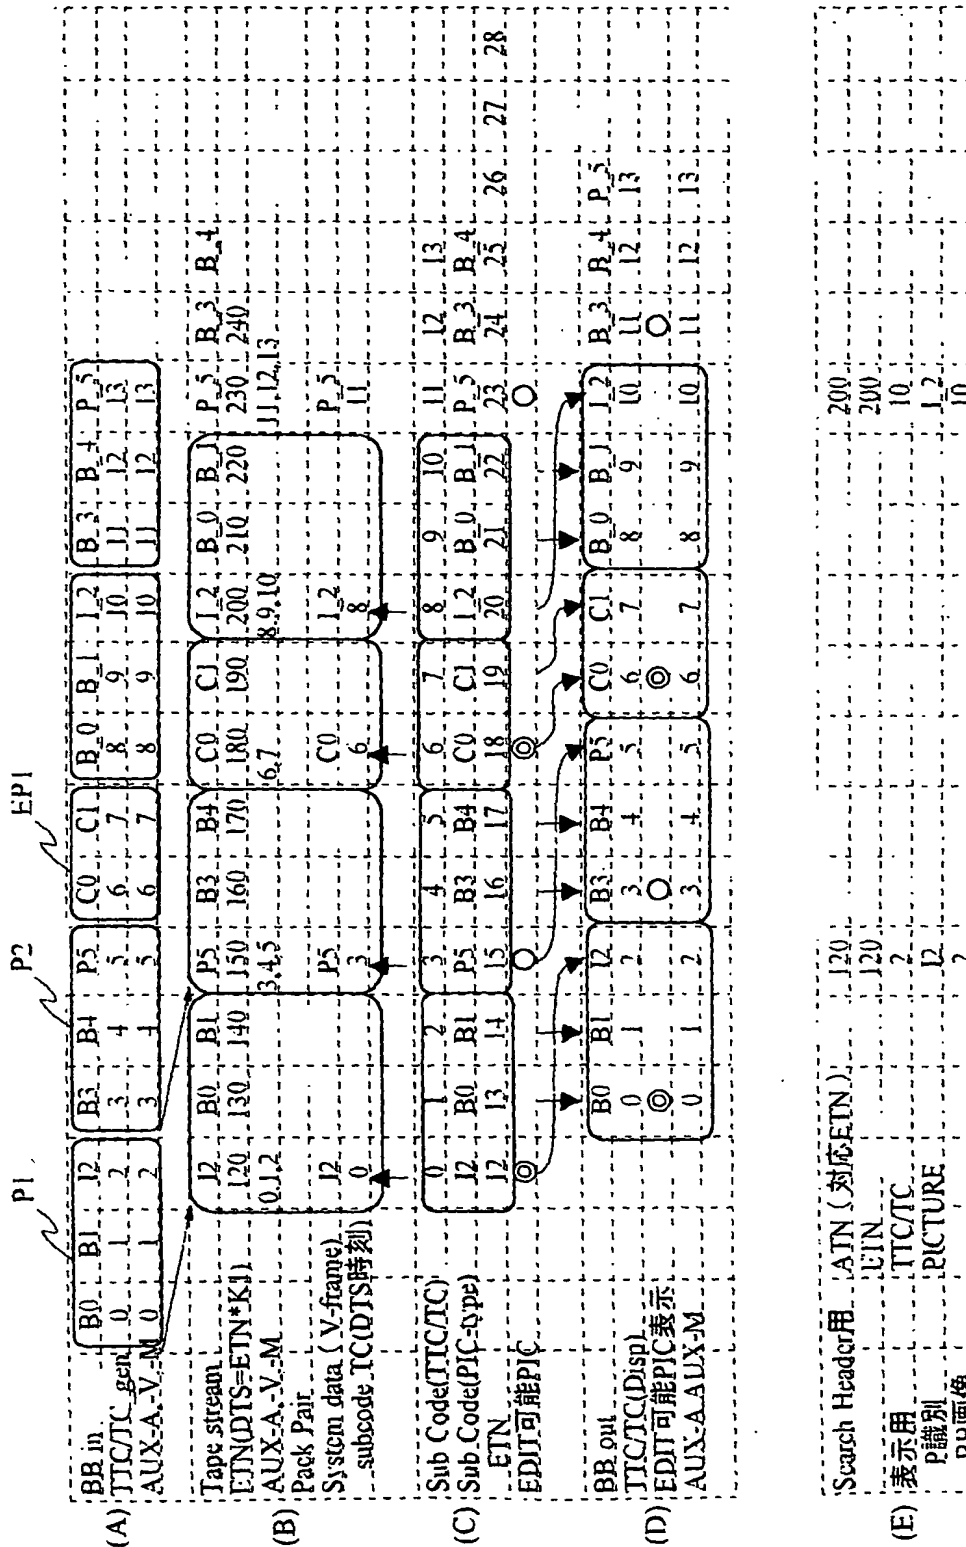 P1 P2 EP1
(A)
BB in B0 B1 I2 B3 B4 P5 C0 C1 B_0 B_1 I_2 B_3 B_4 P_5
TTC/TC_gen 0 1 2 3 4 5 6 7 8 9 10 11 12 13
AUX-A,-V,-M 0 1 2 3 4 5 6 7 8 9 10 11 12 13
(B)
Tape stream I2 B0 B1 P5 B3 B4 C0 C1 I_2 B_0 B_1 P_5 B_3 B_4
ETN(DTS=ETN*K1) 120 130 140 150 160 170 180 190 200 210 220 230 240
AUX-A,-V,-M 0,1,2 3,4,5 6,7 8,9,10 11,12,13
Pack Pair
System data (V-frame) I2 P5 C0 I_2 P_5
subcode TC(DTS時刻) 0 3 6 8 11
(C)
Sub Code(TTC/TC) 0 1 2 3 4 5 6 7 8 9 10 11 12 13
Sub Code(PIC-type) I2 B0 B1 P5 B3 B4 C0 C1 I_2 B_0 B_1 P_5 B_3 B_4
ETN 12 13 14 15 16 17 18 19 20 21 22 23 24 25 26 27 28
EDIT可能PIC ◎ ○ ◎ ○
(D)
BB out B0 B1 I2 B3 B4 P5 C0 C1 B_0 B_1 I_2 B_3 B_4 P_5
TTC/TC(Disp) 0 1 2 3 4 5 6 7 8 9 10 11 12 13
EDIT可能PIC表示 ◎ ○ ◎ ○
AUX-A,AUX-M 0 1 2 3 4 5 6 7 8 9 10 11 12 13
(E)
Search Header用 ATN (対応ETN) 120 200
ETN 120 200
表示用 TTC/TC 2 10
P識別 PICTURE I2 I_2
2 10